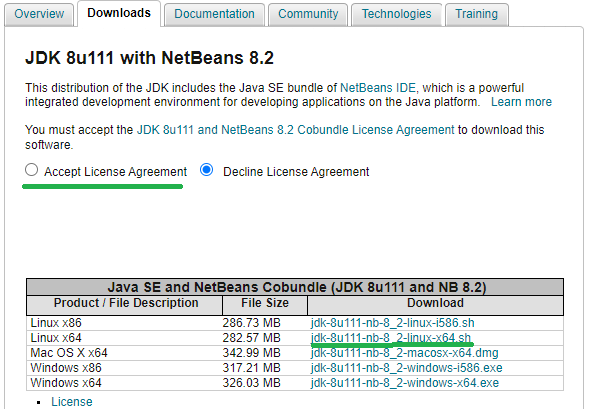 Overview Downloads Documentation Community Technologies Training
JDK 8u111 with NetBeans 8.2
This distribution of the JDK includes the Java SE bundle of NetBeans IDE, which is a powerful
integrated development environment for developing applications on the Java platform. Learn more
You must accept the JDK 8u111 and NetBeans 8.2 Cobundle License Agreement to download this
software.
Accept License Agreement Decline License Agreement
Java SE and NetBeans Cobundle (JDK 8u111 and NB 8.2)
Product / File Description File Size Download
Linux x86 286.73 MB jdk-8u111-nb-8_2-linux-i586.sh
Linux x64 282.57 MB jdk-8u111-nb-8_2-linux-x64.sh
Mac OS X x64 342.99 MB jdk-8u111-nb-8_2-macosx-x64.dmg
Windows x86 317.21 MB jdk-8u111-nb-8_2-windows-i586.exe
Windows x64 326.03 MB jdk-8u111-nb-8_2-windows-x64.exe
• License